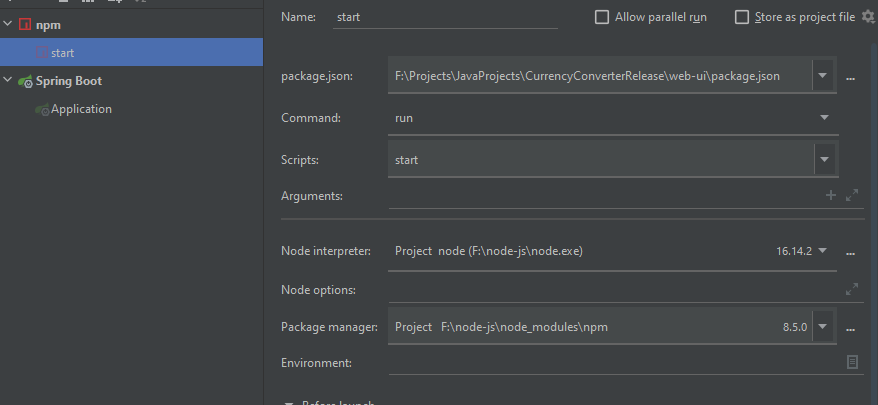 npm
start
Spring Boot
Application
Name: start Allow parallel run Store as project file
package.json: F:\Projects\JavaProjects\CurrencyConverterRelease\web-ui\package.json ...
Command: run
Scripts: start
Arguments:
Node interpreter: Project node (F:\node-js\node.exe) 16.14.2 ...
Node options:
Package manager: Project F:\node-js\node_modules\npm 8.5.0 ...
Environment:
Before launch